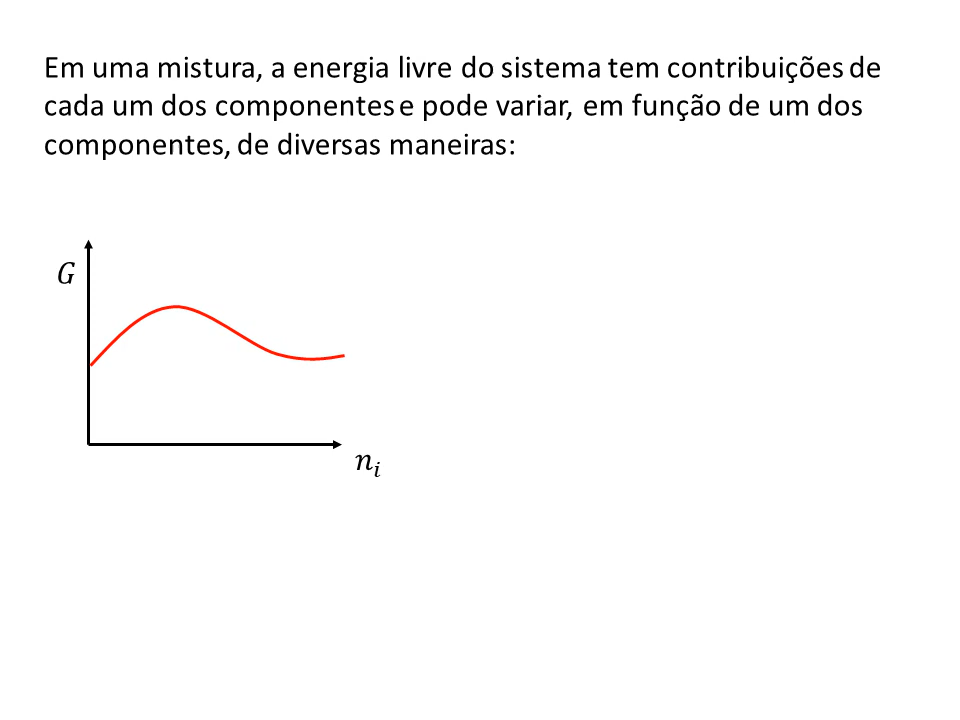 Em uma mistura, a energia livre do sistema tem contribuições de
cada um dos componentes e pode variar, em função de um dos
componentes, de diversas maneiras:
G
n_i